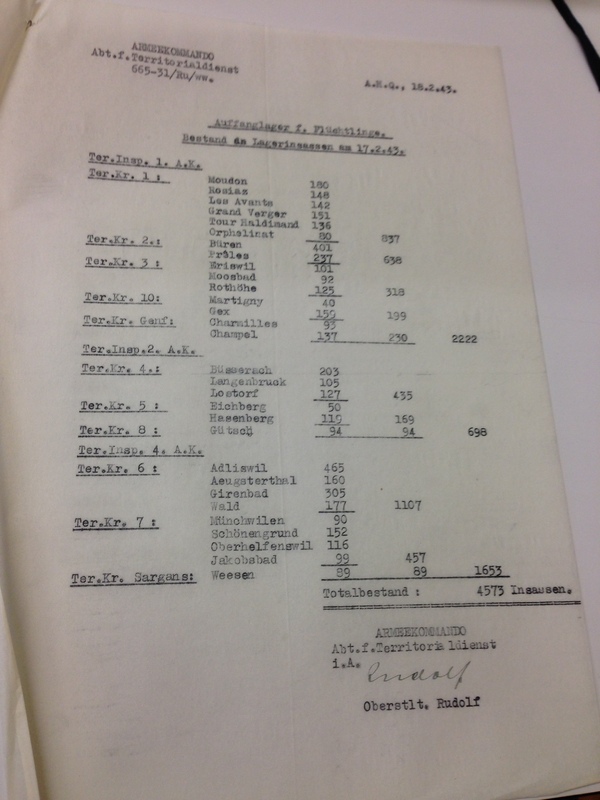 ARMEEKOMMANDO
Abt.f.Territorialdienst
665-31/Ru/ww.
A.H.Q., 18.2.43.
Auffanglager f. Flüchtlinge.
Bestand an Lagerinsassen am 17.2.43.
Ter.Insp. 1. A.K.
Ter.Kr. 1 : Moudon 180
Rosiaz 148
Les Avants 142
Grand Verger 151
Tour Haldimand 136
Orphelinat 80 837
Ter.Kr. 2.: Büren 401
Prêles 237 638
Ter.Kr. 3 : Eriswil 101
Moosbad 92
Rothöhe 125 318
Ter.Kr. 10: Martigny 40
Gex 159 199
Ter.Kr. Genf: Charmilles 93
Champel 137 230 2222
Ter.Insp.2. A.K.
Ter.Kr. 4.: Büsserach 203
Langenbruck 105
Lostorf 127 435
Ter.Kr. 5 : Eichberg 50
Hasenberg 119 169
Ter.Kr. 8 : Gütsch 94 94 698
Ter.Insp. 4. A.K.
Ter.Kr. 6 : Adliswil 465
Aeugsterthal 160
Girenbad 305
Wald 177 1107
Ter.Kr. 7 : Münchwilen 90
Schönengrund 152
Oberhelfenswil 116
Jakobsbad 99 457
Ter.Kr. Sargans: Weesen 89 89 1653
Totalbestand : 4573 Insassen.
ARMEEKOMMANDO
Abt.f.Territorialdienst
i.A. Rudolf
Oberstlt. Rudolf